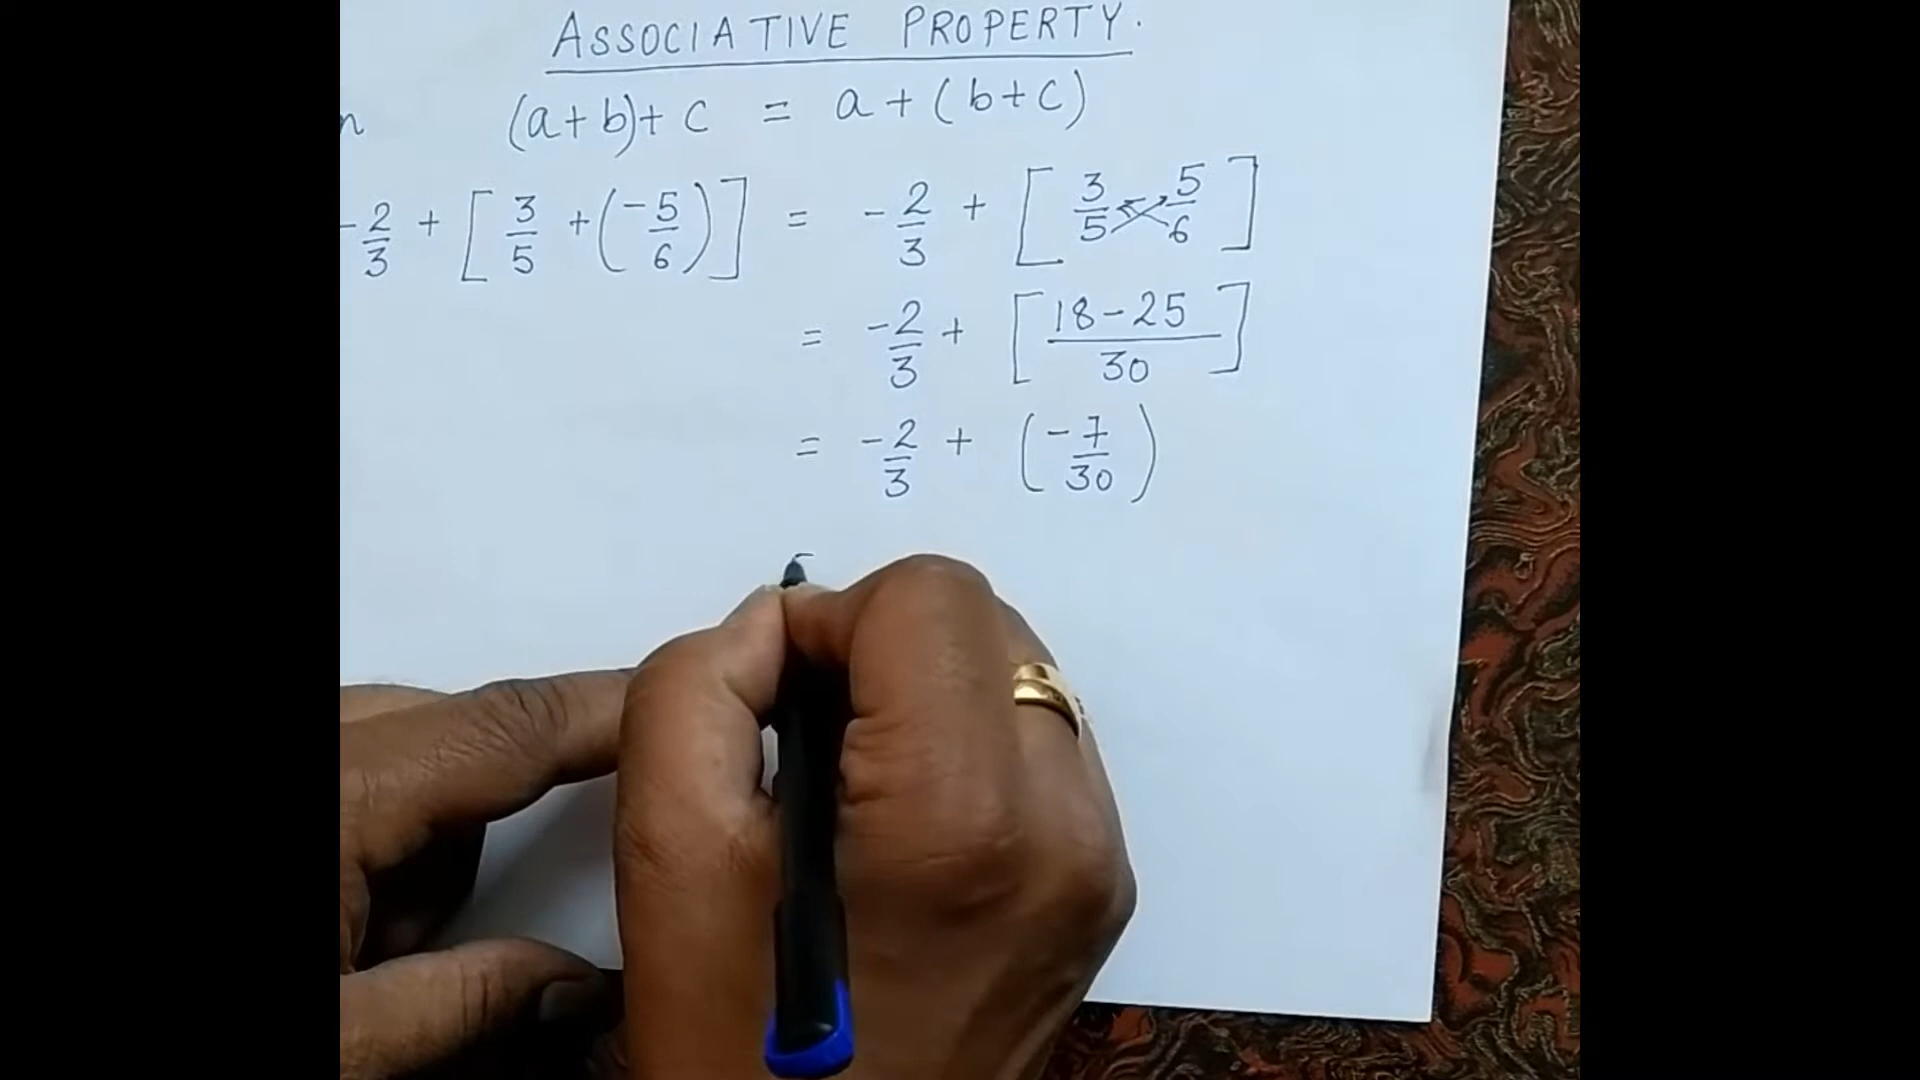 ASSOCIATIVE PROPERTY.
n (a+b)+c = a+(b+c)
-2/3 + [3/5 + (-5/6)] = -2/3 + [3/5 - 5/6]
= -2/3 + [18-25/30]
= -2/3 + (-7/30)